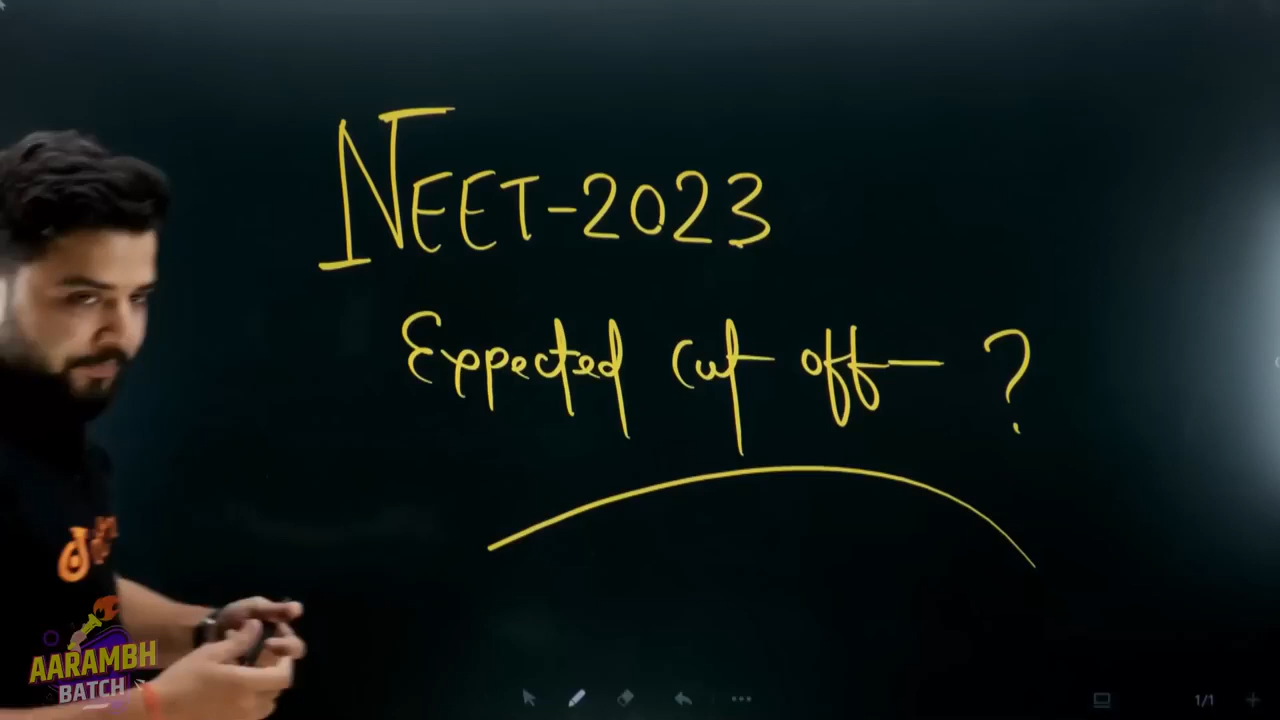 NEET-2023
Expected cut off ?
AARAMBH
BATCH
1/1